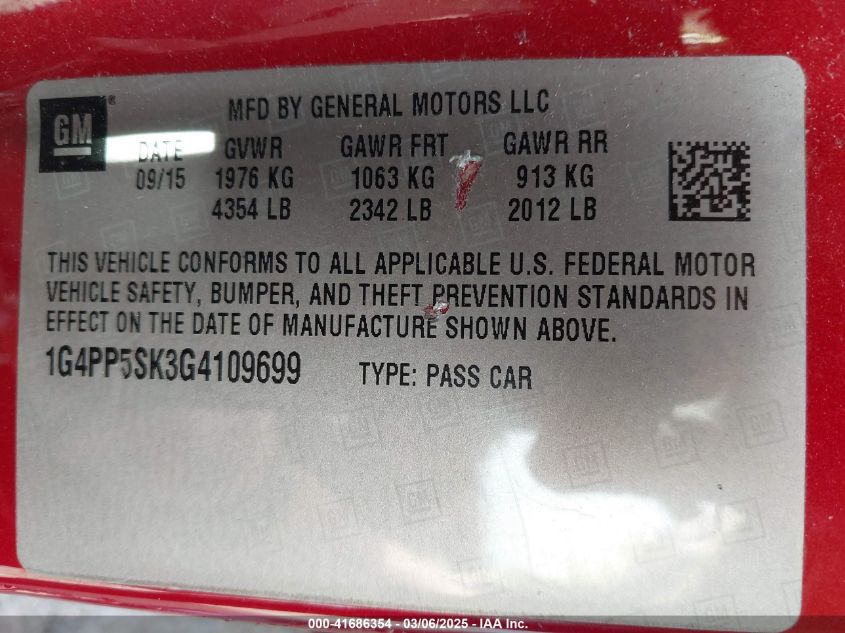 GM® MFD BY GENERAL MOTORS LLC
DATE GVWR GAWR FRT GAWR RR
09/15 1976 KG 1063 KG 913 KG
4354 LB 2342 LB 2012 LB
THIS VEHICLE CONFORMS TO ALL APPLICABLE U.S. FEDERAL MOTOR
VEHICLE SAFETY, BUMPER, AND THEFT PREVENTION STANDARDS IN
EFFECT ON THE DATE OF MANUFACTURE SHOWN ABOVE.
1G4PP5SK3G4109699 TYPE: PASS CAR
000-41686354 - 03/06/2025 - IAA Inc.